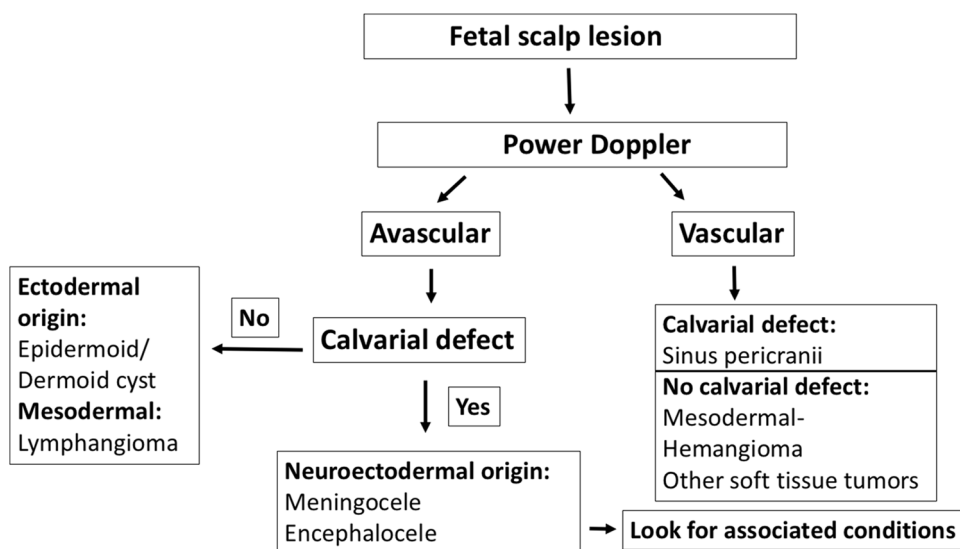 Fetal scalp lesion
Power Doppler
Avascular
Vascular
Ectodermal
origin:
Epidermoid/
Dermoid cyst
Mesodermal:
Lymphangioma
No
Calvarial defect
Yes
Calvarial defect:
Sinus pericranii
No calvarial defect:
Mesodermal-
Hemangioma
Other soft tissue tumors
Neuroectodermal origin:
Meningocele
Encephalocele
Look for associated conditions